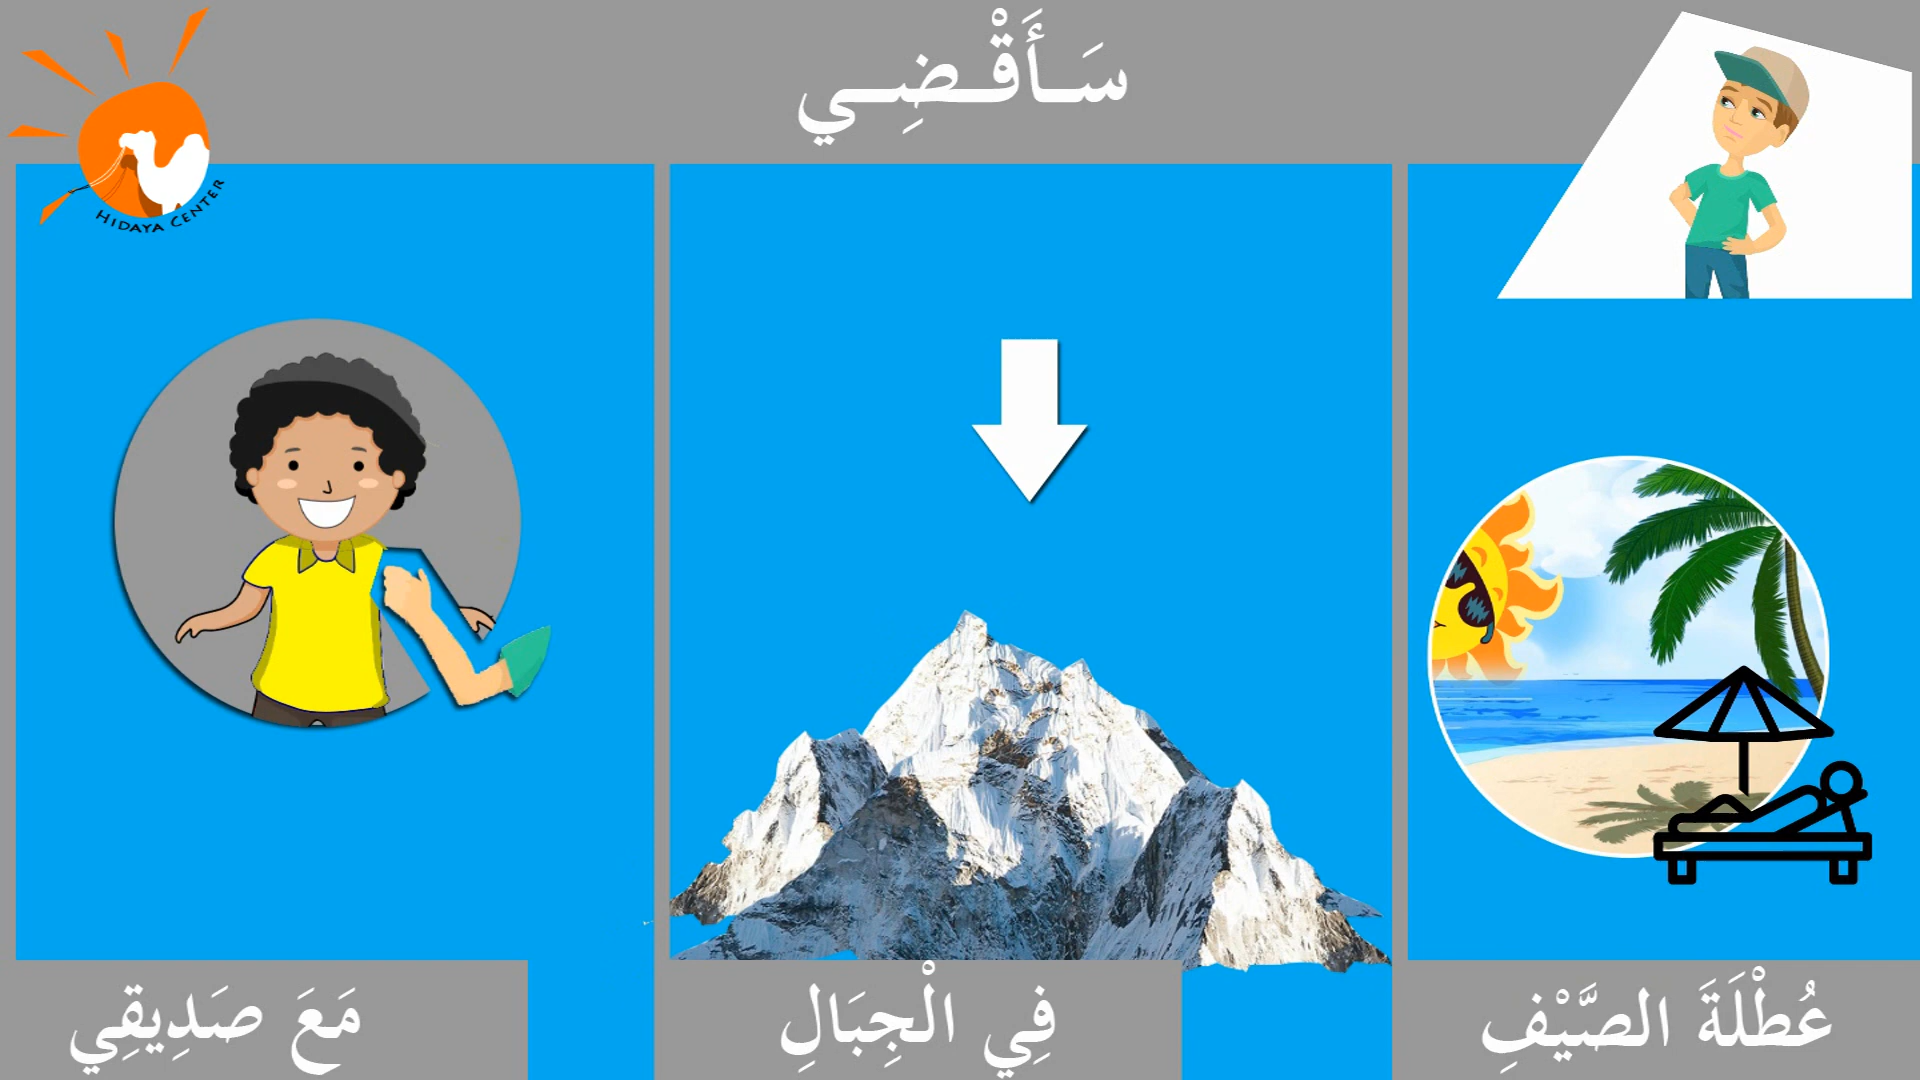 سَأَقْضِي
HIDAYA CENTER
عُطْلَةَ الصَّيْفِ
فِي الْجِبَالِ
مَعَ صَدِيقِي